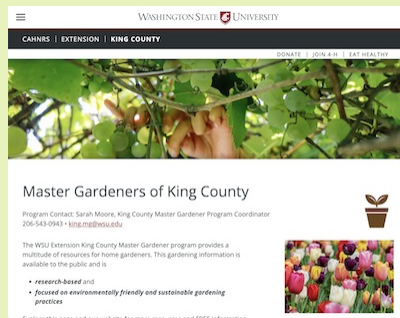 WASHINGTON STATE UNIVERSITY
CAHNRS | EXTENSION | KING COUNTY
DONATE | JOIN 4-H | EAT HEALTHY
Master Gardeners of King County
Program Contact: Sarah Moore, King County Master Gardener Program Coordinator
206-543-0943 • king.mg@wsu.edu
The WSU Extension King County Master Gardener program provides a
multitude of resources for home gardeners. This gardening information is
available to the public and is
• research-based and
• focused on environmentally friendly and sustainable gardening
practices